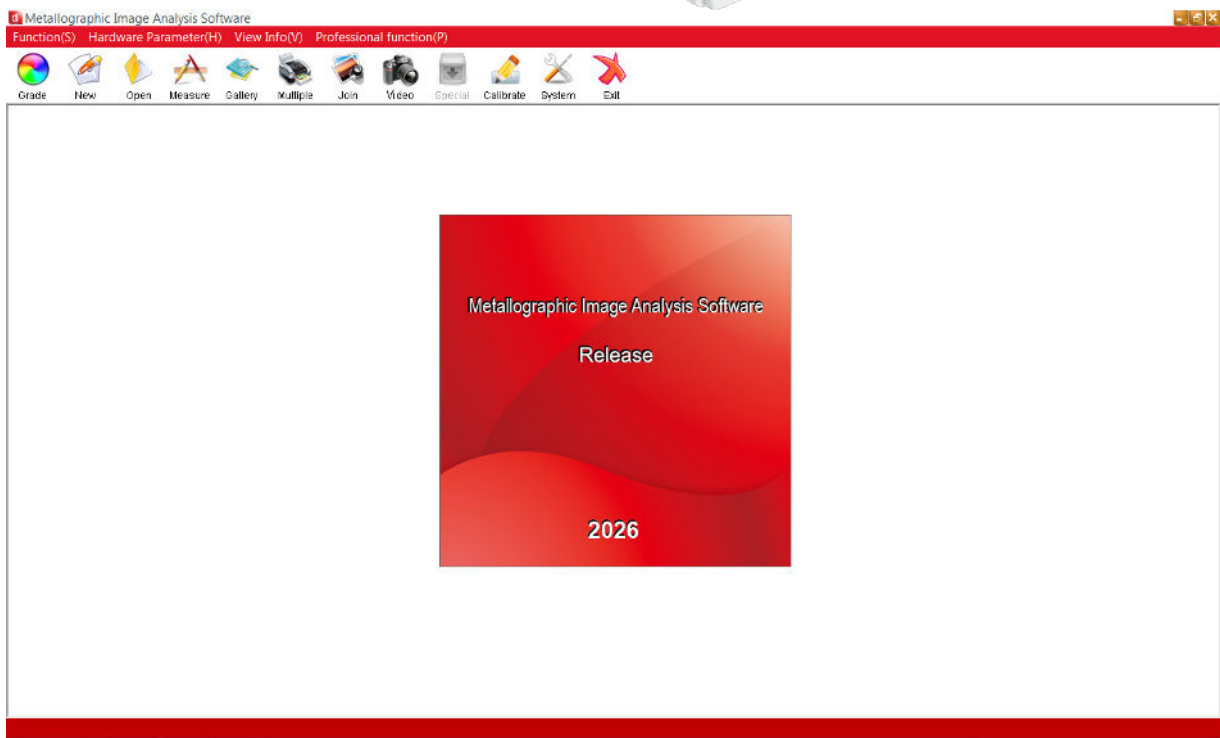 Metallographic Image Analysis Software
Function(S) Hardware Parameter(H) View Info(V) Professional function(P)
Grade New Open Measure Gallery Multiple Join Video Special Calibrate System Exit
Metallographic Image Analysis Software
Release
2026